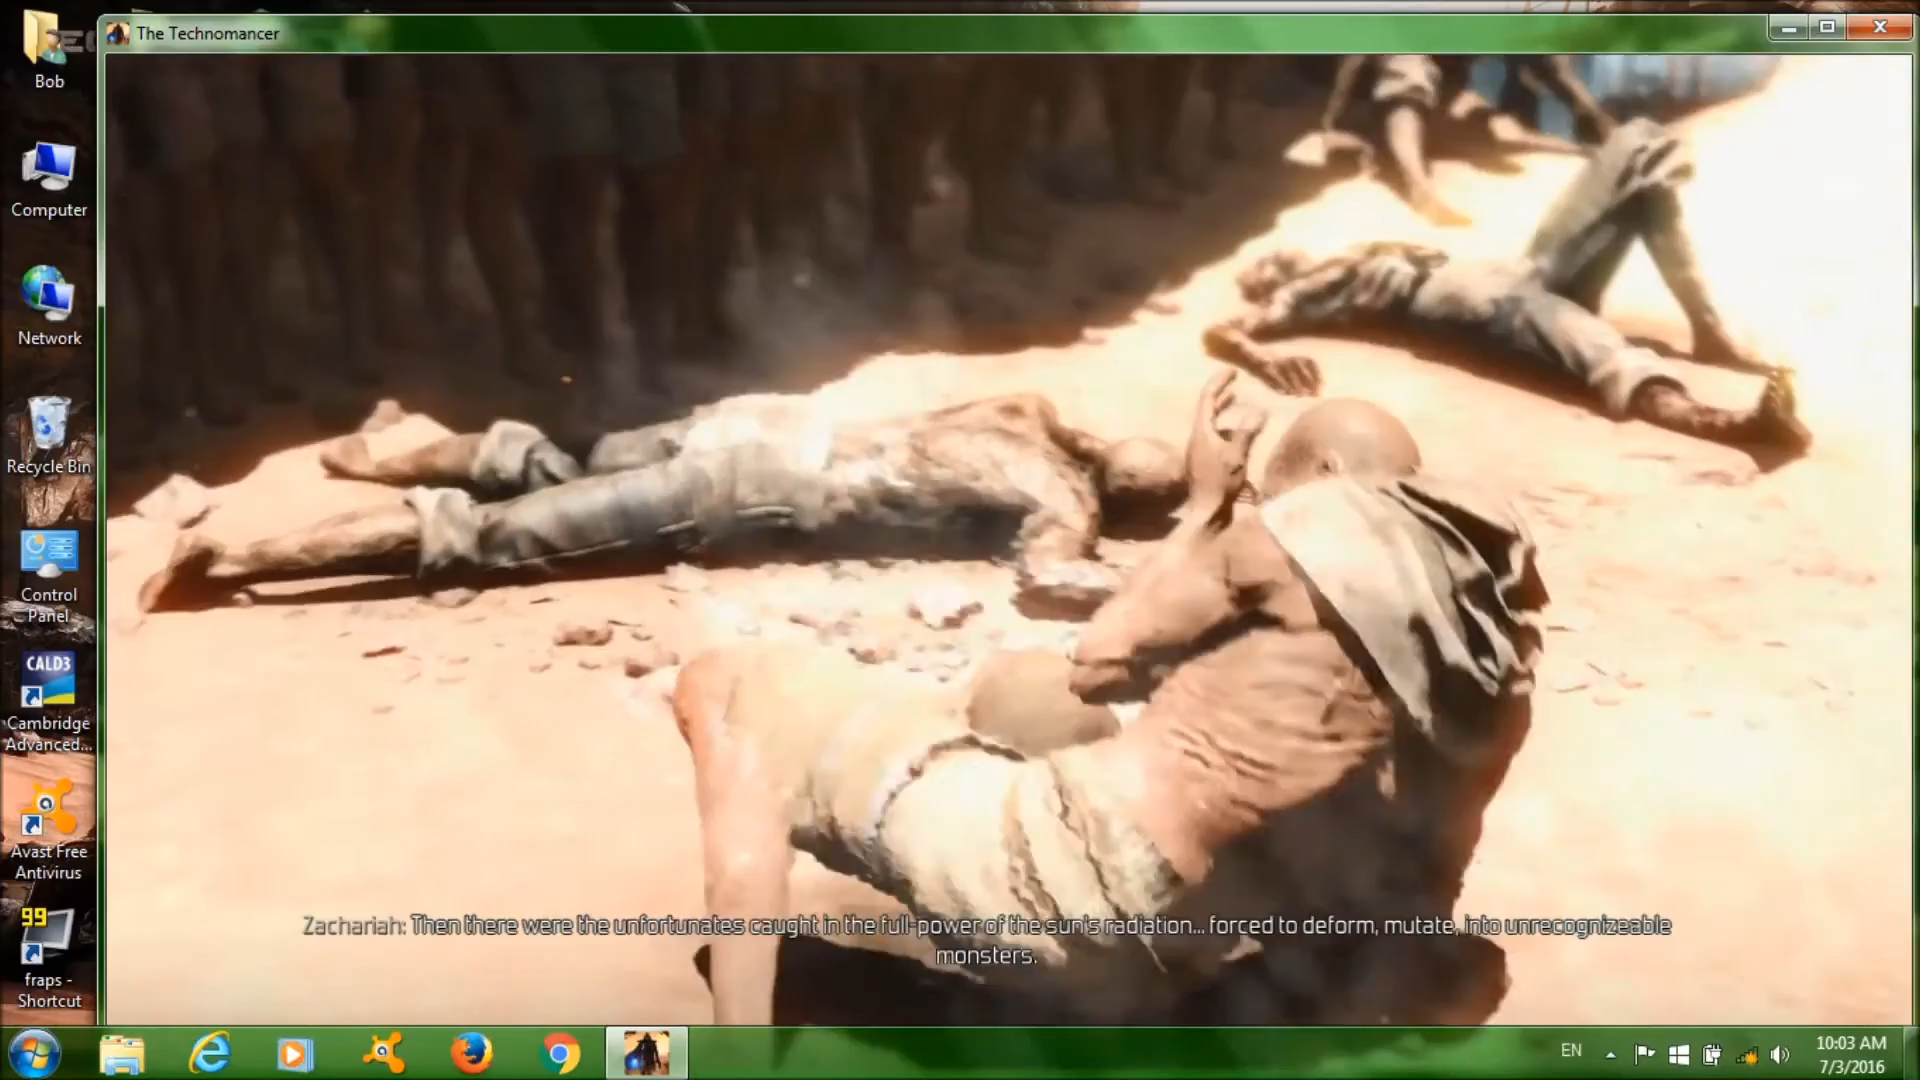 Bob
The Technomancer
Computer
Network
Recycle Bin
Control
Panel
CALD3
Cambridge
Advanced...
Avast Free
Antivirus
99
fraps -
Shortcut
Zachariah: Then there were the unfortunates caught in the full-power of the sun's radiation... forced to deform, mutate, into unrecognizeable
monsters.
EN
10:03 AM
7/3/2016